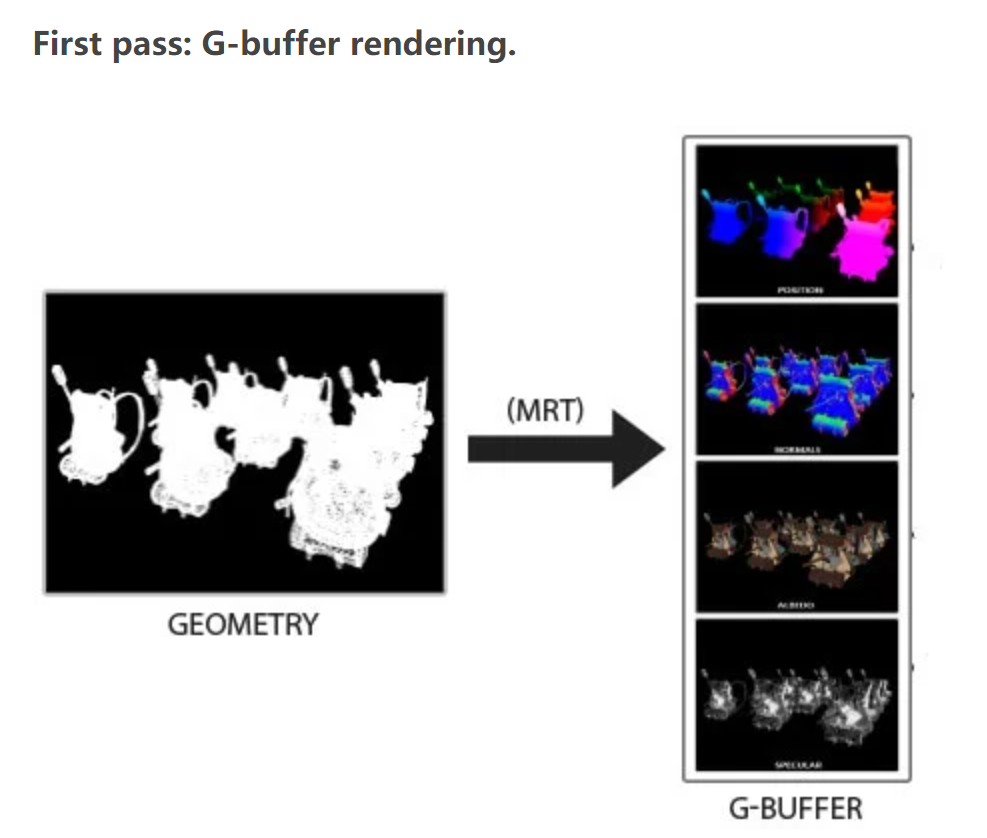 First pass: G-buffer rendering.
(MRT)
GEOMETRY
POSITION
NORMALS
ALBEDO
SPECULAR
G-BUFFER